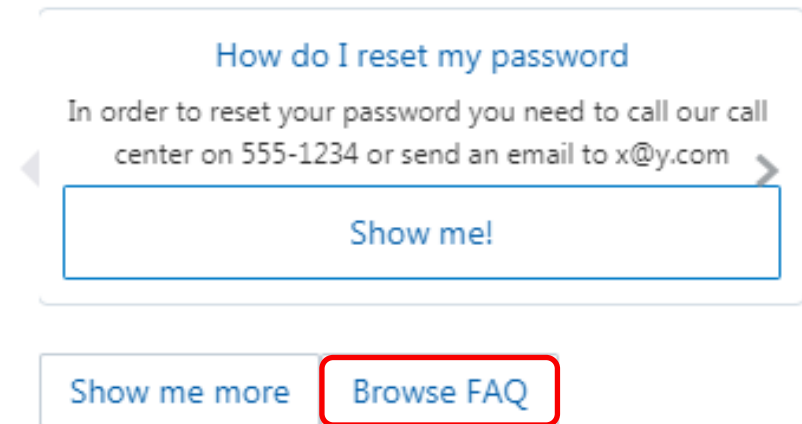 How do I reset my password
In order to reset your password you need to call our call
center on 555-1234 or send an email to x@y.com
Show me!
Show me more
Browse FAQ